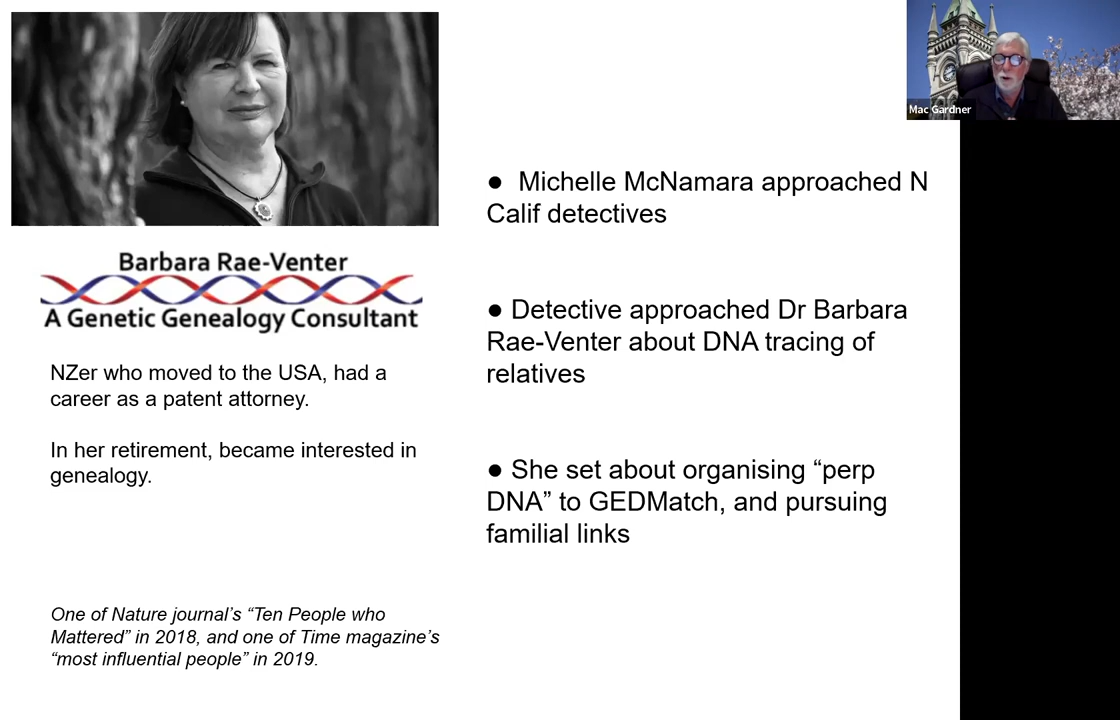 Mac Gardner
Barbara Rae-Venter
A Genetic Genealogy Consultant
NZer who moved to the USA, had a
career as a patent attorney.
In her retirement, became interested in
genealogy.
One of Nature journal’s “Ten People who
Mattered” in 2018, and one of Time magazine’s
“most influential people” in 2019.
● Michelle McNamara approached N
Calif detectives
● Detective approached Dr Barbara
Rae-Venter about DNA tracing of
relatives
● She set about organising “perp
DNA” to GEDMatch, and pursuing
familial links